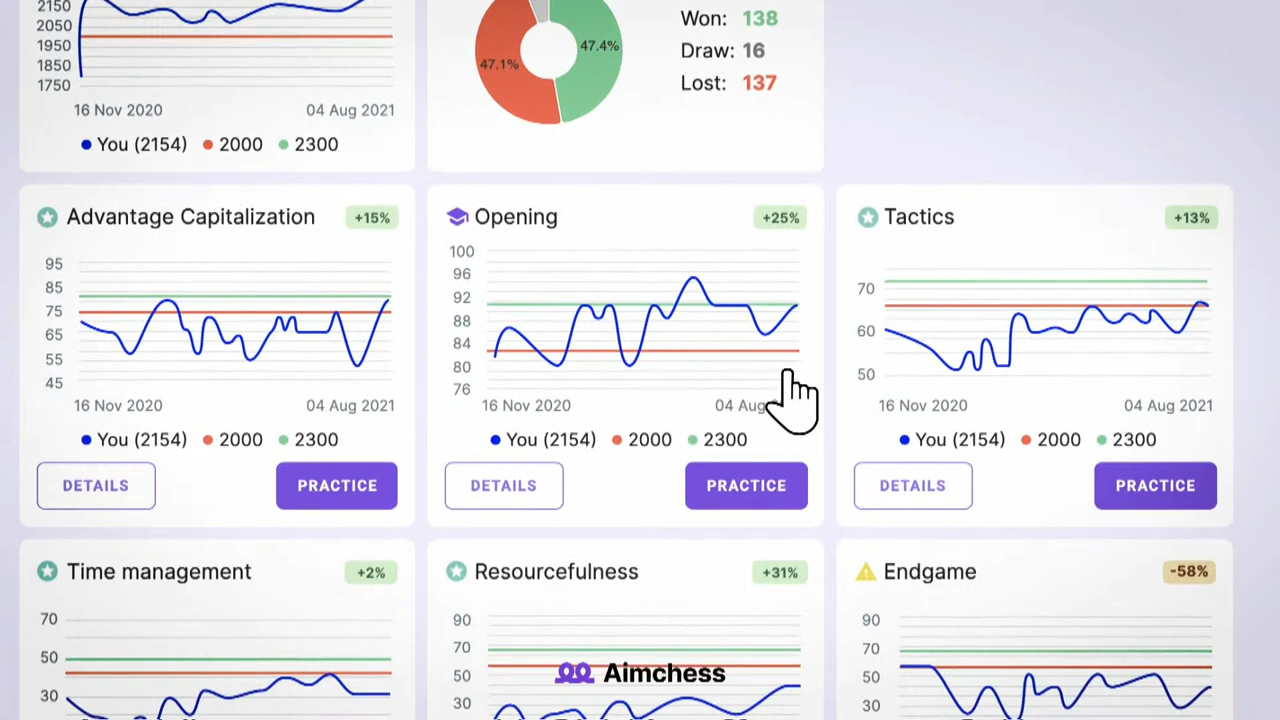 2150
2050
1950
1850
1750
16 Nov 2020 04 Aug 2021
You (2154) 2000 2300
47.4%
47.1%
Won: 138
Draw: 16
Lost: 137
Advantage Capitalization +15%
95
85
75
65
55
45
16 Nov 2020 04 Aug 2021
You (2154) 2000 2300
DETAILS PRACTICE
Opening +25%
100
96
92
88
84
80
76
16 Nov 2020 04 Aug
You (2154) 2000 2300
DETAILS PRACTICE
Tactics +13%
70
60
50
16 Nov 2020 04 Aug 2021
You (2154) 2000 2300
DETAILS PRACTICE
Time management +2%
70
50
30
Resourcefulness +31%
90
70
50
30
Aimchess
Endgame -58%
90
70
50
30